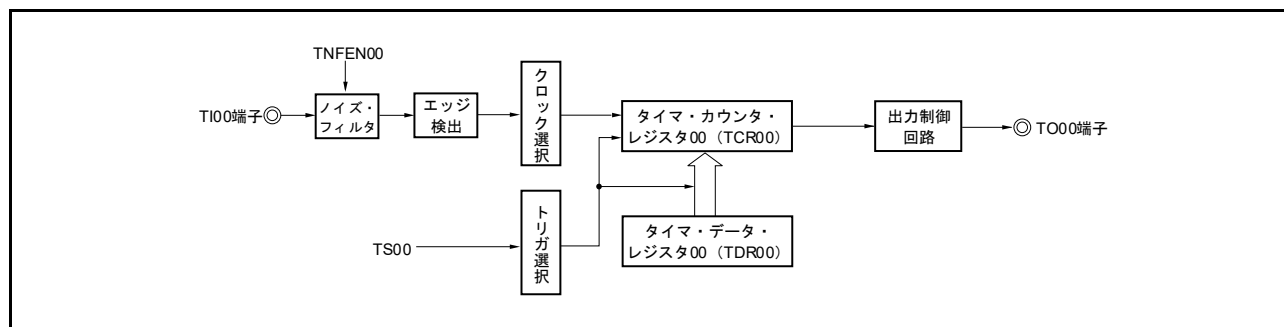 TNFEN00
TI00端子
ノイズ・
フィルタ
エッジ
検出
クロック選択
タイマ・カウンタ・
レジスタ00（TCR00）
出力制御
回路
TO00端子
TS00
トリガ選択
タイマ・データ・
レジスタ00（TDR00）